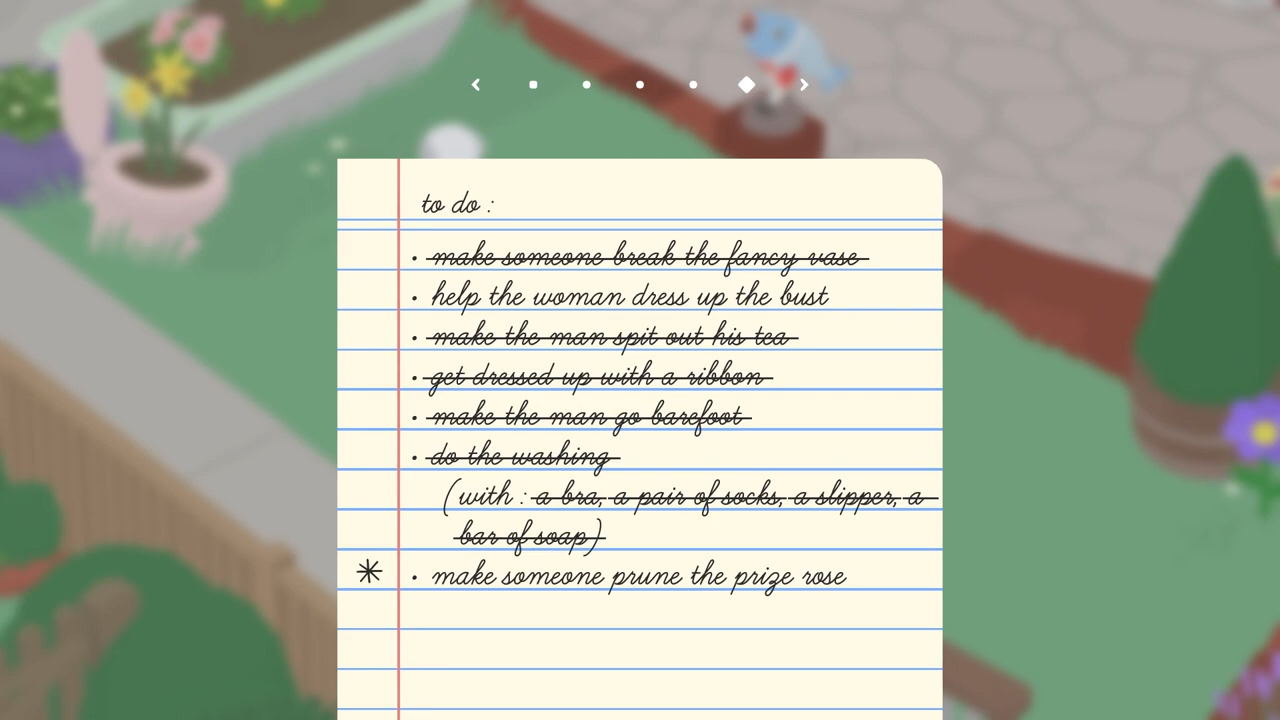 to do :
• make someone break the fancy vase
• help the woman dress up the bust
• make the man spit out his tea
• get dressed up with a ribbon
• make the man go barefoot
• do the washing
(with : a bra, a pair of socks, a slipper, a
bar of soap)
• make someone prune the prize rose